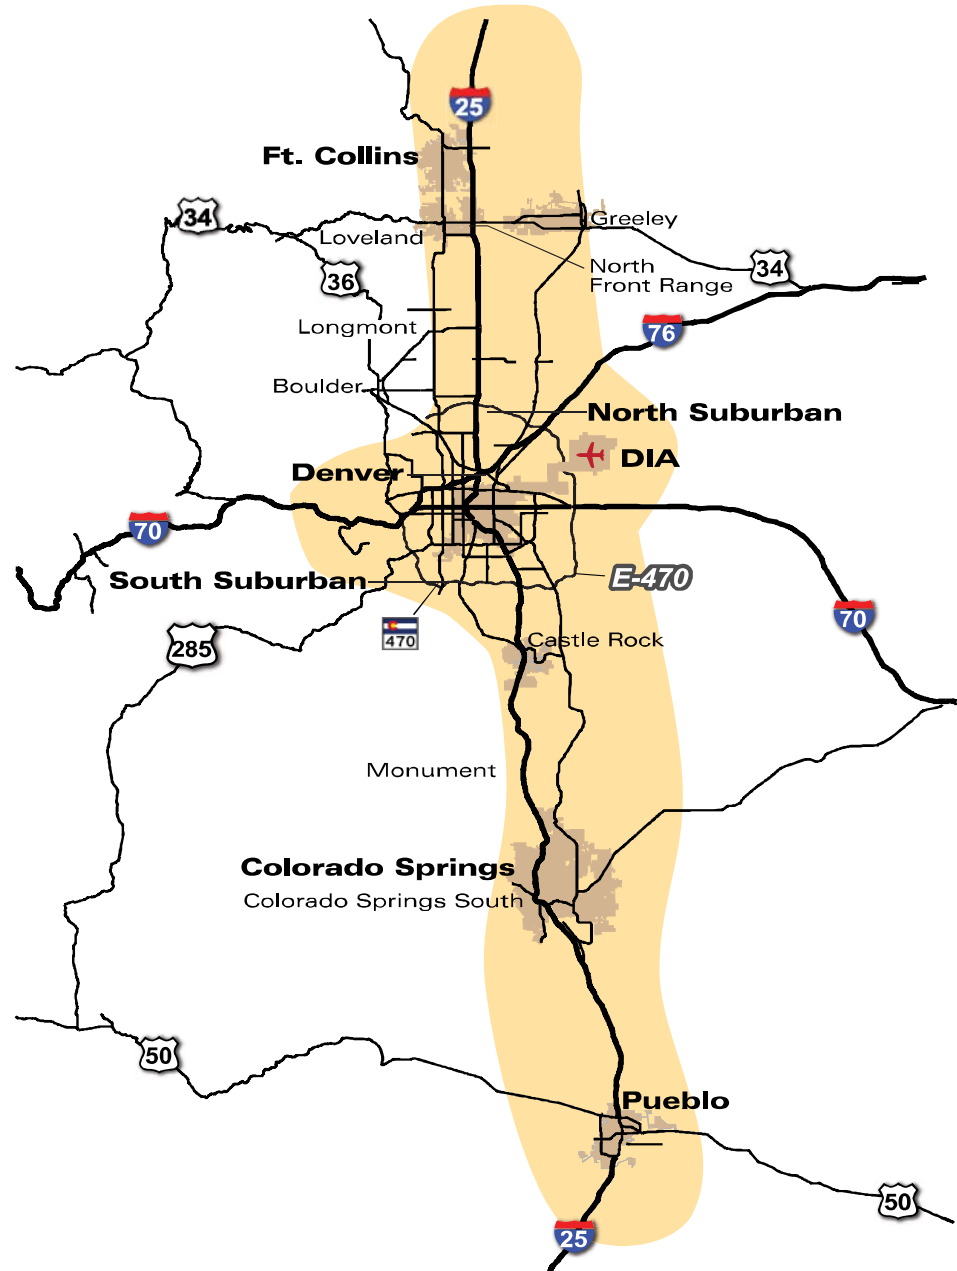 25
Ft. Collins
34
Greeley
Loveland
North
Front Range
34
36
Longmont
76
Boulder
North Suburban
Denver
DIA
70
South Suburban
E-470
470
70
285
Castle Rock
Monument
Colorado Springs
Colorado Springs South
50
Pueblo
50
25